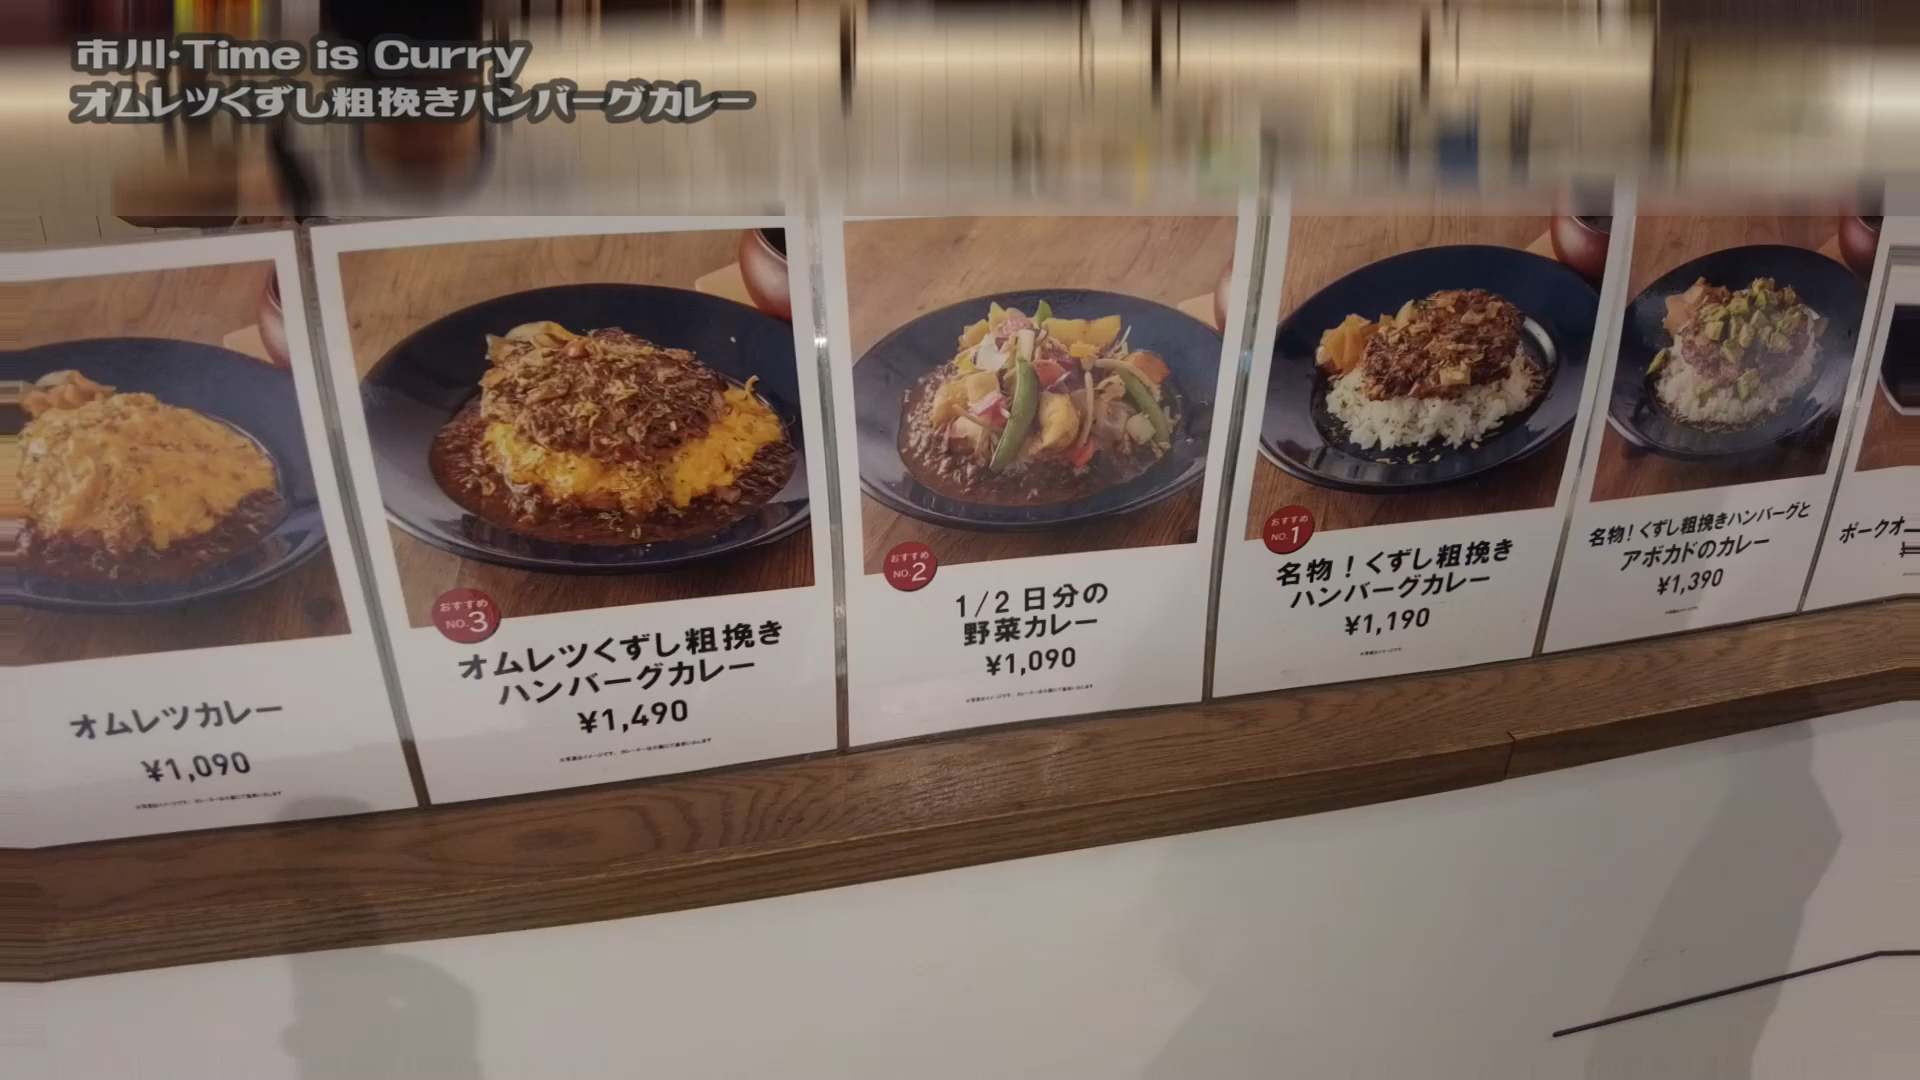 市川・Time is Curry
オムレツくずし粗挽きハンバーグカレー
オムレツカレー
¥1,090
おすすめ
NO.3
オムレツくずし粗挽き
ハンバーグカレー
¥1,490
おすすめ
NO.2
1/2日分の
野菜カレー
¥1,090
おすすめ
NO.1
名物!くずし粗挽き
ハンバーグカレー
¥1,190
名物!くずし粗挽きハンバーグと
アボカドのカレー
¥1,390
ポークオー